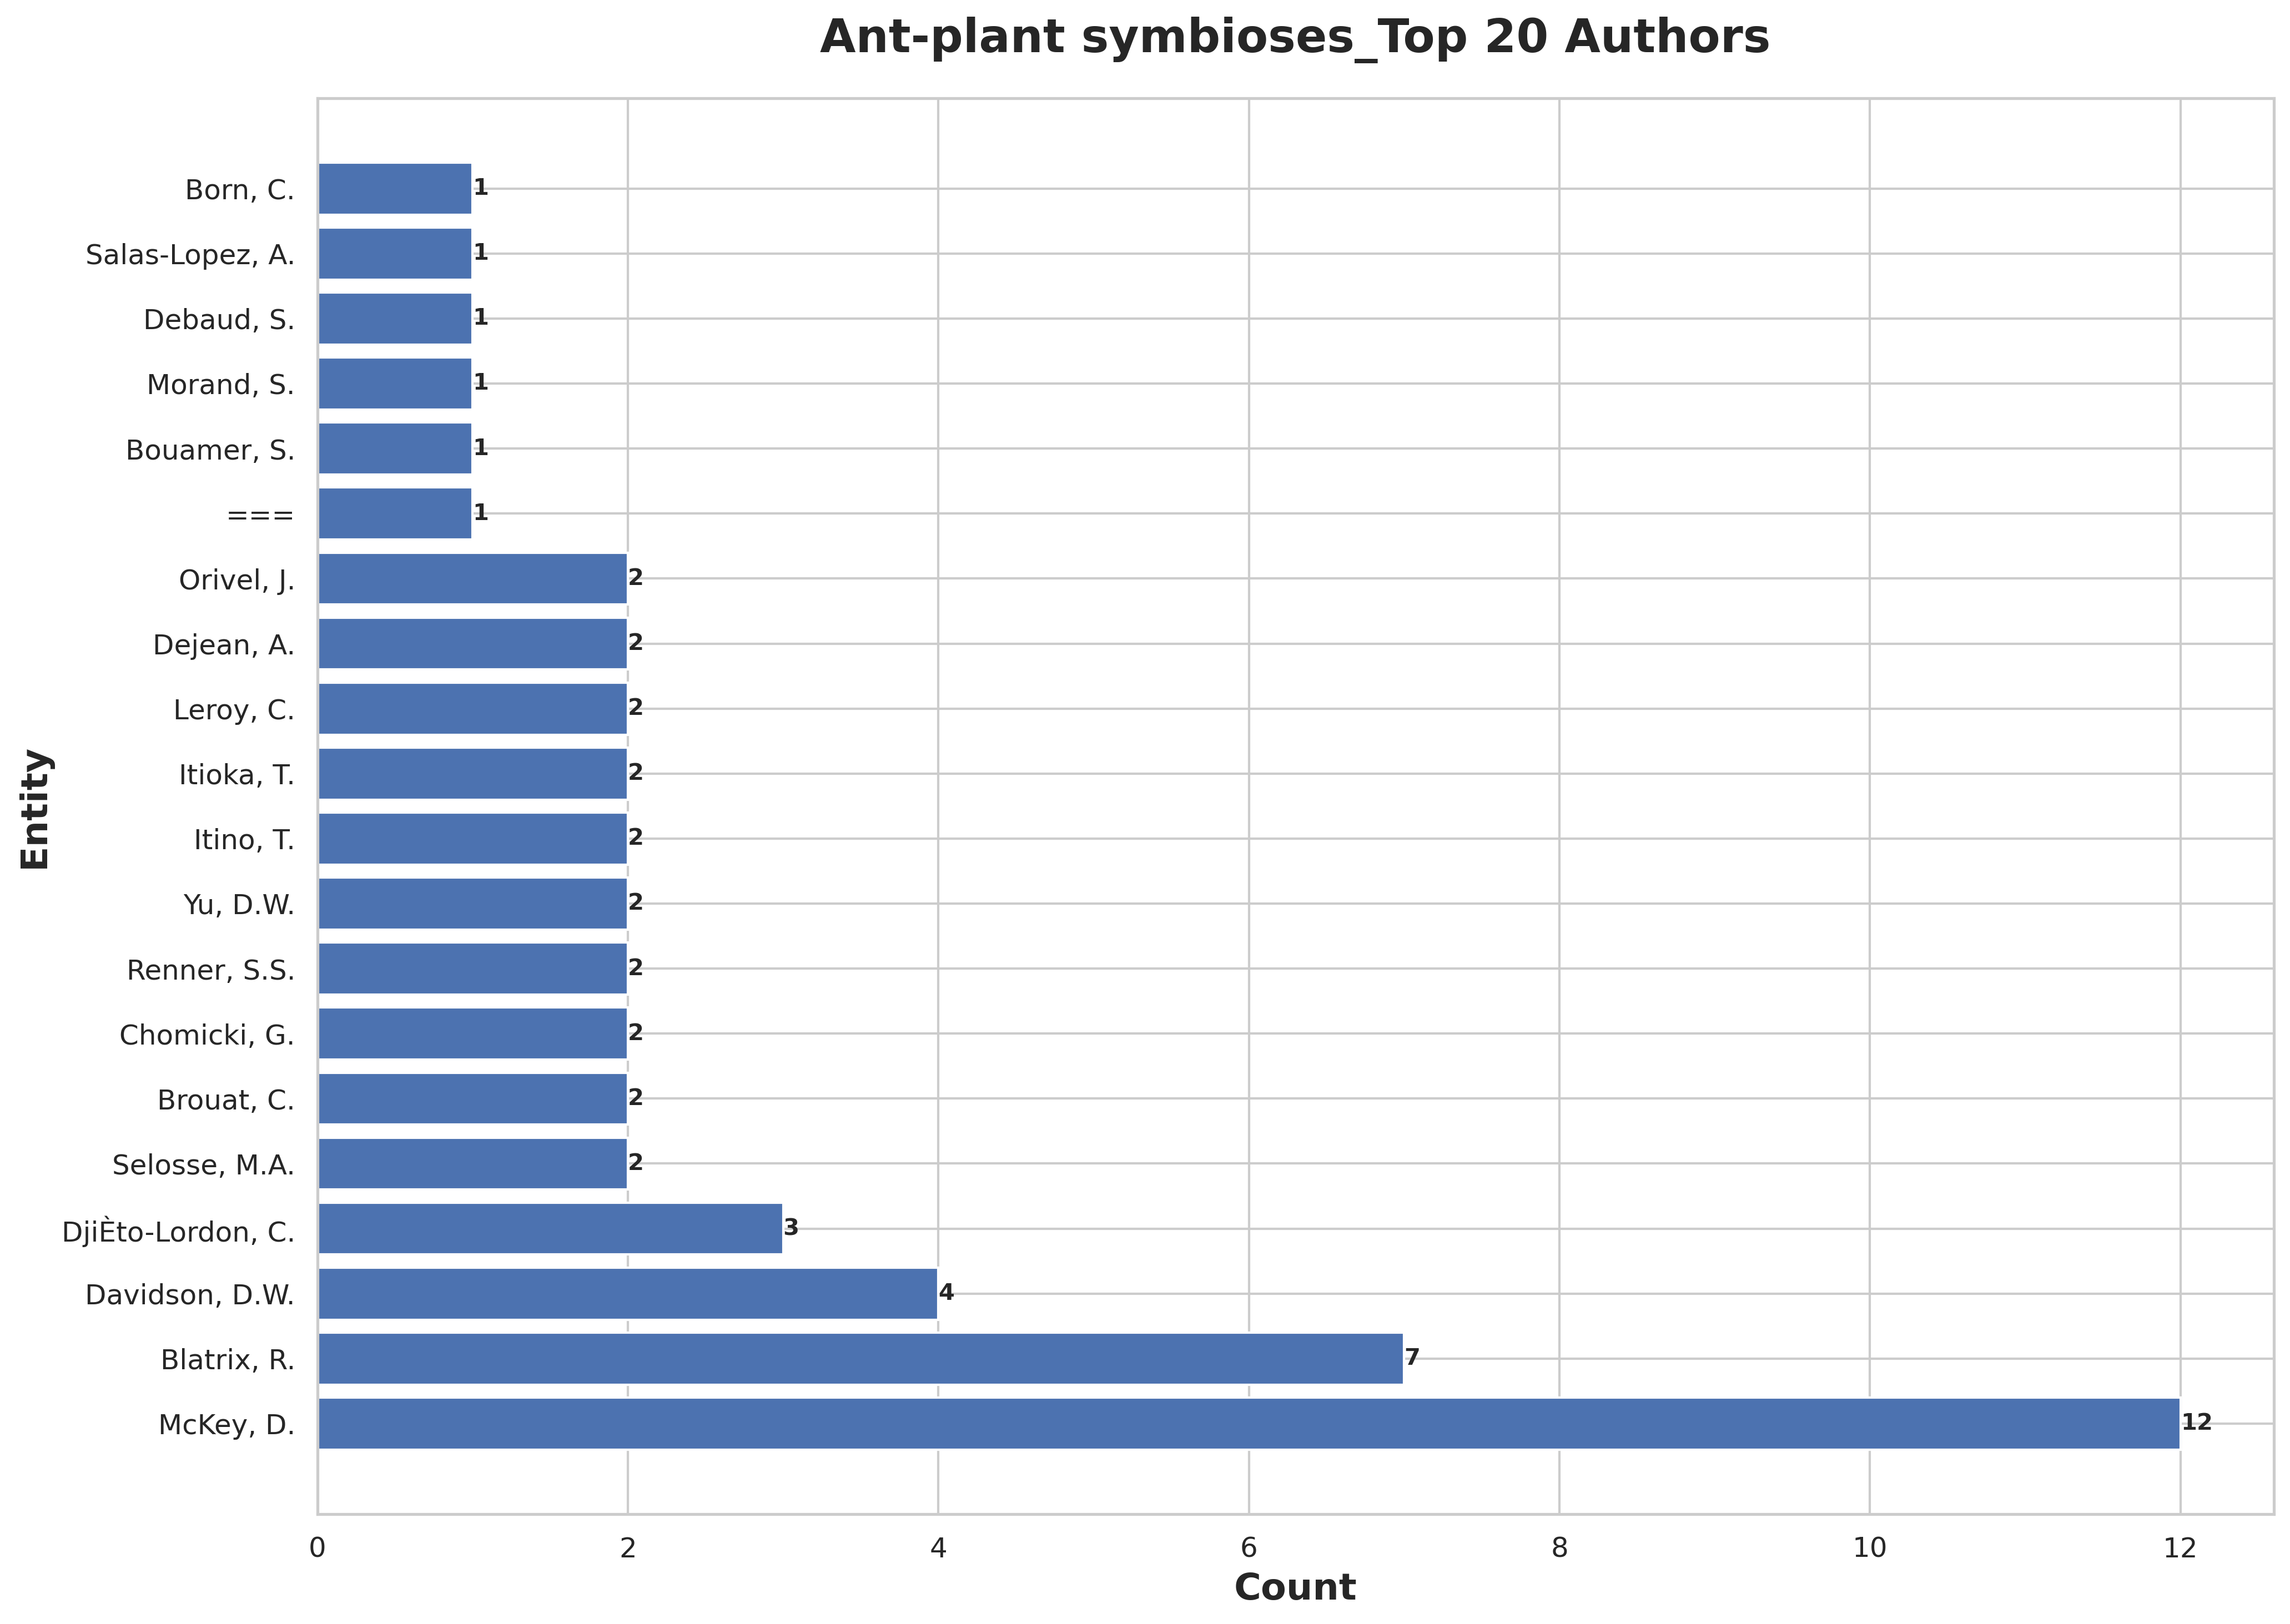 Ant-plant symbioses_Top 20 Authors
Entity
Born, C. 1
Salas-Lopez, A. 1
Debaud, S. 1
Morand, S. 1
Bouamer, S. 1
=== 1
Orivel, J. 2
Dejean, A. 2
Leroy, C. 2
Itioka, T. 2
Itino, T. 2
Yu, D.W. 2
Renner, S.S. 2
Chomicki, G. 2
Brouat, C. 2
Selosse, M.A. 2
DjiÈto-Lordon, C. 3
Davidson, D.W. 4
Blatrix, R. 7
McKey, D. 12
0 2 4 6 8 10 12
Count